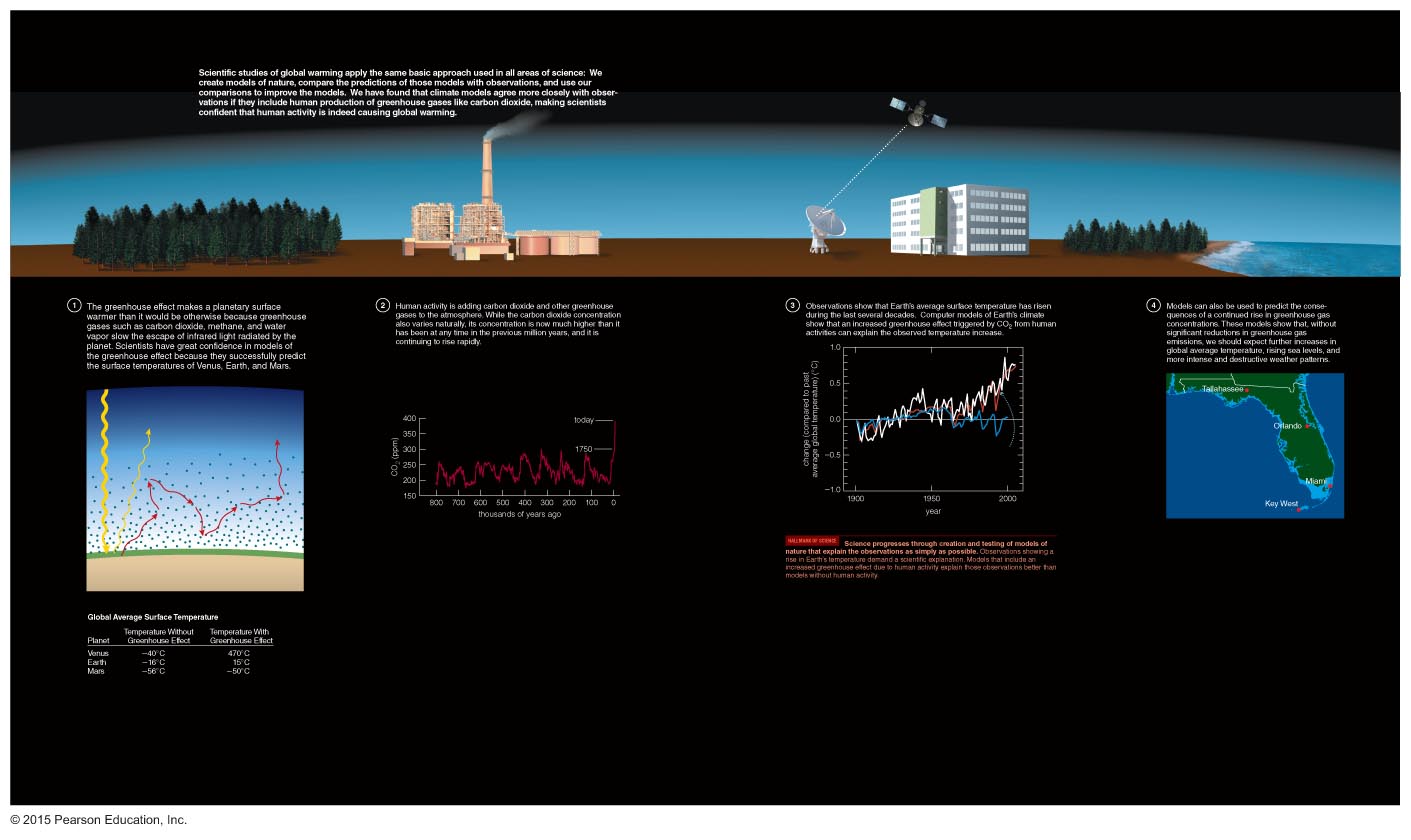 Scientific studies of global warming apply the same basic approach used in all areas of science: We
create models of nature, compare the predictions of those models with observations, and use our
comparisons to improve the models. We have found that climate models agree more closely with obser-
vations if they include human production of greenhouse gases like carbon dioxide, making scientists
confident that human activity is indeed causing global warming.
1
The greenhouse effect makes a planetary surface
warmer than it would be otherwise because greenhouse
gases such as carbon dioxide, methane, and water
vapor slow the escape of infrared light radiated by the
planet. Scientists have great confidence in models of
the greenhouse effect because they successfully predict
the surface temperatures of Venus, Earth, and Mars.
Global Average Surface Temperature
Planet Temperature Without Greenhouse Effect Temperature With Greenhouse Effect
Venus −40°C 470°C
Earth −16°C 15°C
Mars −56°C −50°C
2
Human activity is adding carbon dioxide and other greenhouse
gases to the atmosphere. While the carbon dioxide concentration
also varies naturally, its concentration is now much higher than it
has been at any time in the previous million years, and it is
continuing to rise rapidly.
CO2 (ppm)
400
350
300
250
200
150
today
1750
800 700 600 500 400 300 200 100 0
thousands of years ago
3
Observations show that Earth's average surface temperature has risen
during the last several decades. Computer models of Earth's climate
show that an increased greenhouse effect triggered by CO2 from human
activities can explain the observed temperature increase.
change (compared to past
average global temperature) (°C)
1.0
0.5
0.0
−0.5
−1.0
1900 1950 2000
year
HALLMARK OF SCIENCE Science progresses through creation and testing of models of
nature that explain the observations as simply as possible. Observations showing a
rise in Earth's temperature demand a scientific explanation. Models that include an
increased greenhouse effect due to human activity explain those observations better than
models without human activity.
4
Models can also be used to predict the conse-
quences of a continued rise in greenhouse gas
concentrations. These models show that, without
significant reductions in greenhouse gas
emissions, we should expect further increases in
global average temperature, rising sea levels, and
more intense and destructive weather patterns.
Tallahassee
Orlando
Miami
Key West
© 2015 Pearson Education, Inc.